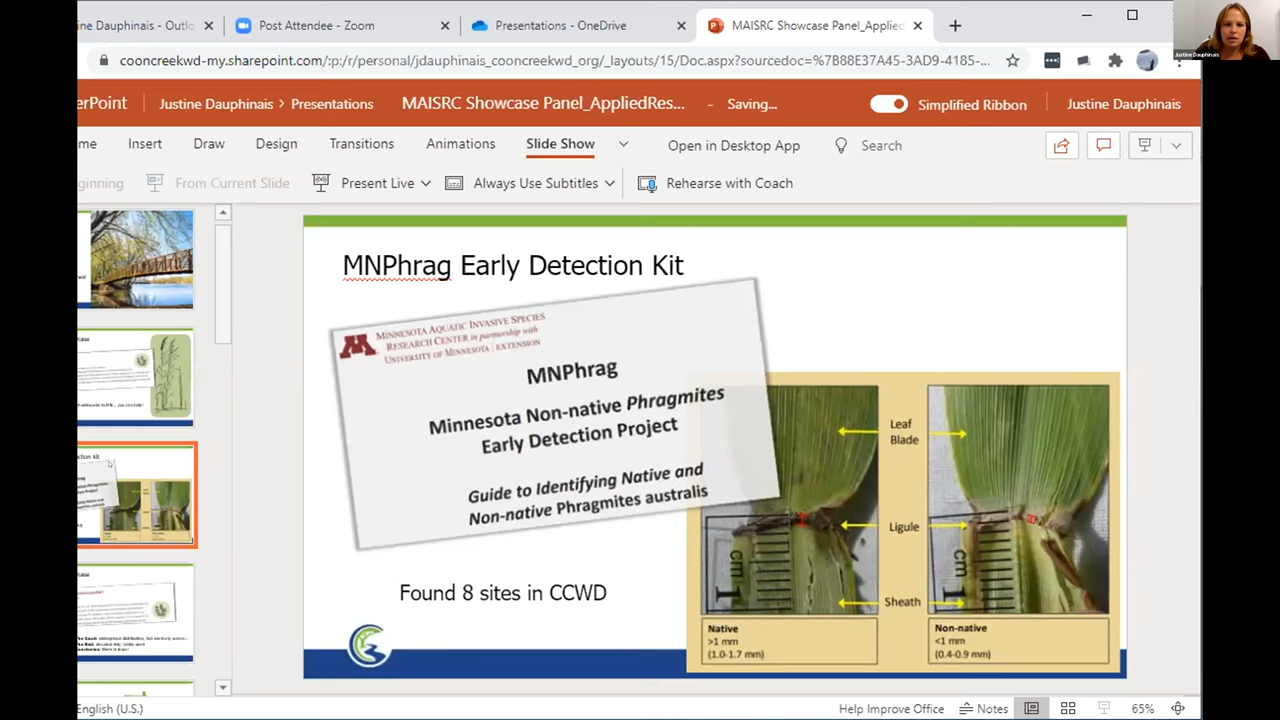 ine Dauphinais - Outlo
Post Attendee - Zoom
Presentations - OneDrive
MAISRC Showcase Panel_Applied
Justine Dauphinais
cooncreekwd-my.sharepoint.com/:p:/r/personal/jdauphinais_cooncreekwd_org/_layouts/15/Doc.aspx?sourcedoc=%7B88E37A45-3AD9-4185-...
erPoint
Justine Dauphinais > Presentations
MAISRC Showcase Panel_AppliedRes...
- Saving...
Simplified Ribbon
Justine Dauphinais
me
Insert
Draw
Design
Transitions
Animations
Slide Show
Open in Desktop App
Search
ginning
From Current Slide
Present Live
Always Use Subtitles
Rehearse with Coach
MNPhrag Early Detection Kit
MINNESOTA AQUATIC INVASIVE SPECIES
RESEARCH CENTER in partnership with
UNIVERSITY OF MINNESOTA | EXTENSION
MNPhrag
Minnesota Non-native Phragmites
Early Detection Project
Guide to Identifying Native and
Non-native Phragmites australis
Leaf
Blade
Ligule
Sheath
cm 1
cm
Native
>1 mm
(1.0-1.7 mm)
Non-native
<1 mm
(0.4-0.9 mm)
Found 8 sites in CCWD
English (U.S.)
Help Improve Office
Notes
65%